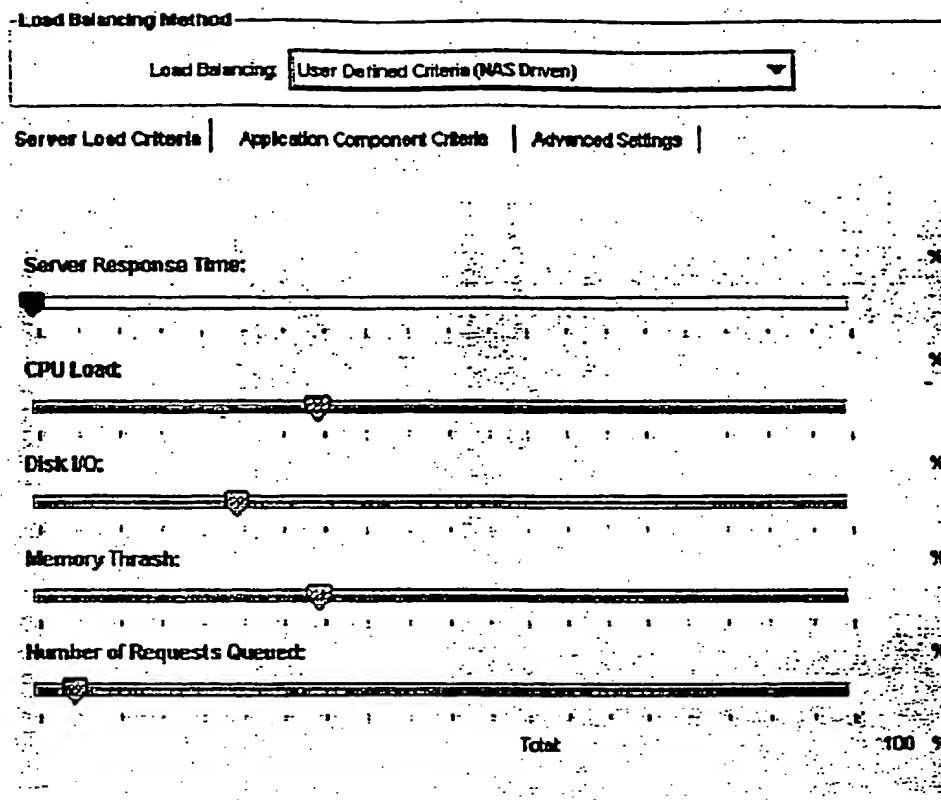 Load Balancing Method
Load Balancing: User Defined Criteria (NAS Driven)
Server Load Criteria | Application Component Criteria | Advanced Settings |
Server Response Time:
%
CPU Load:
%
Disk I/O:
%
Memory Thrash:
%
Number of Requests Queued:
%
Total: 100 %